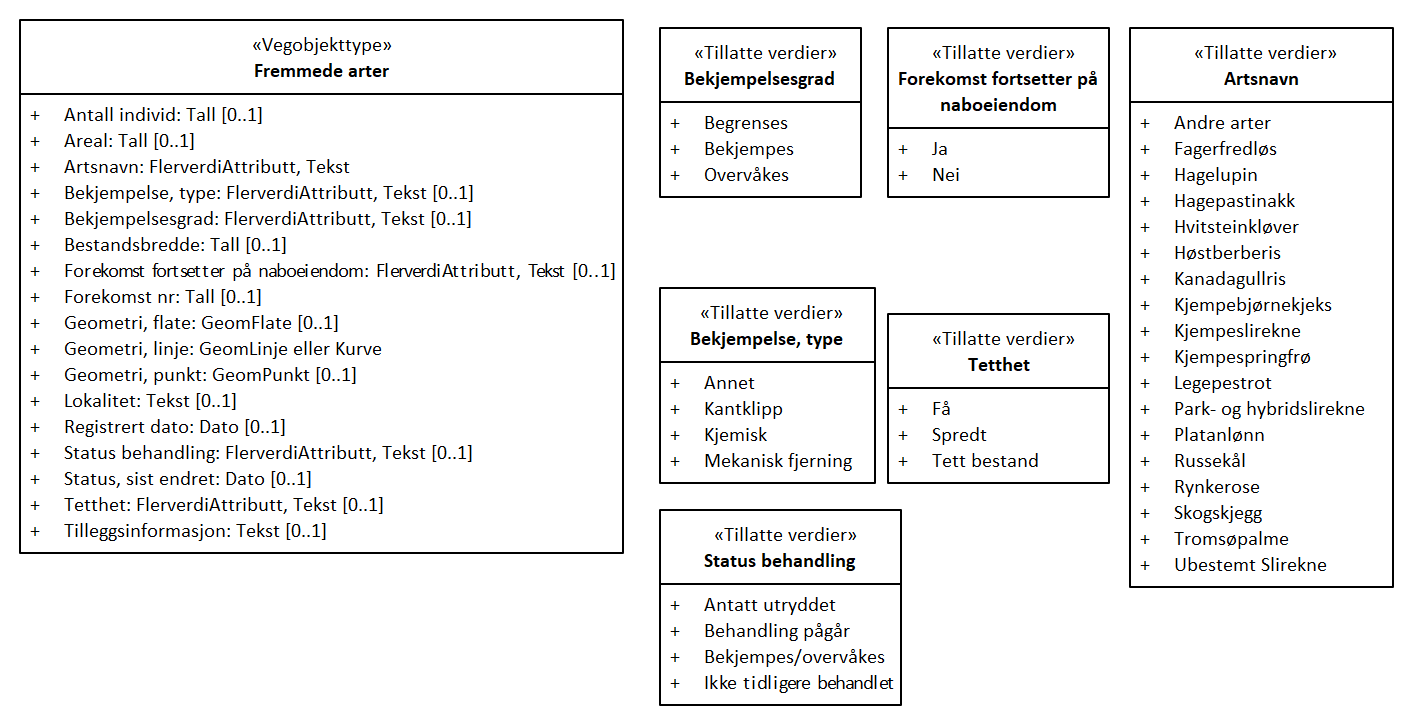 «Vegobjekttype»
Fremmede arter
+ Antall individ: Tall [0..1]
+ Areal: Tall [0..1]
+ Artsnavn: FlerverdiAttributt, Tekst
+ Bekjempelse, type: FlerverdiAttributt, Tekst [0..1]
+ Bekjempelsesgrad: FlerverdiAttributt, Tekst [0..1]
+ Bestandsbredde: Tall [0..1]
+ Forekomst fortsetter på naboeiendom: FlerverdiAttributt, Tekst [0..1]
+ Forekomst nr: Tall [0..1]
+ Geometri, flate: GeomFlate [0..1]
+ Geometri, linje: GeomLinje eller Kurve
+ Geometri, punkt: GeomPunkt [0..1]
+ Lokalitet: Tekst [0..1]
+ Registrert dato: Dato [0..1]
+ Status behandling: FlerverdiAttributt, Tekst [0..1]
+ Status, sist endret: Dato [0..1]
+ Tetthet: FlerverdiAttributt, Tekst [0..1]
+ Tilleggsinformasjon: Tekst [0..1]
«Tillatte verdier»
Bekjempelsesgrad
+ Begrenses
+ Bekjempes
+ Overvåkes
«Tillatte verdier»
Forekomst fortsetter på
naboeiendom
+ Ja
+ Nei
«Tillatte verdier»
Artsnavn
+ Andre arter
+ Fagerfredløs
+ Hagelupin
+ Hagepastinakk
+ Hvitsteinkløver
+ Høstberberis
+ Kanadagullris
+ Kjempebjørnekjeks
+ Kjempeslirekne
+ Kjempespringfrø
+ Legepestrot
+ Park- og hybridslirekne
+ Platanlønn
+ Russekål
+ Rynkerose
+ Skogskjegg
+ Tromsøpalme
+ Ubestemt Slirekne
«Tillatte verdier»
Bekjempelse, type
+ Annet
+ Kantklipp
+ Kjemisk
+ Mekanisk fjerning
«Tillatte verdier»
Tetthet
+ Få
+ Spredt
+ Tett bestand
«Tillatte verdier»
Status behandling
+ Antatt utryddet
+ Behandling pågår
+ Bekjempes/overvåkes
+ Ikke tidligere behandlet